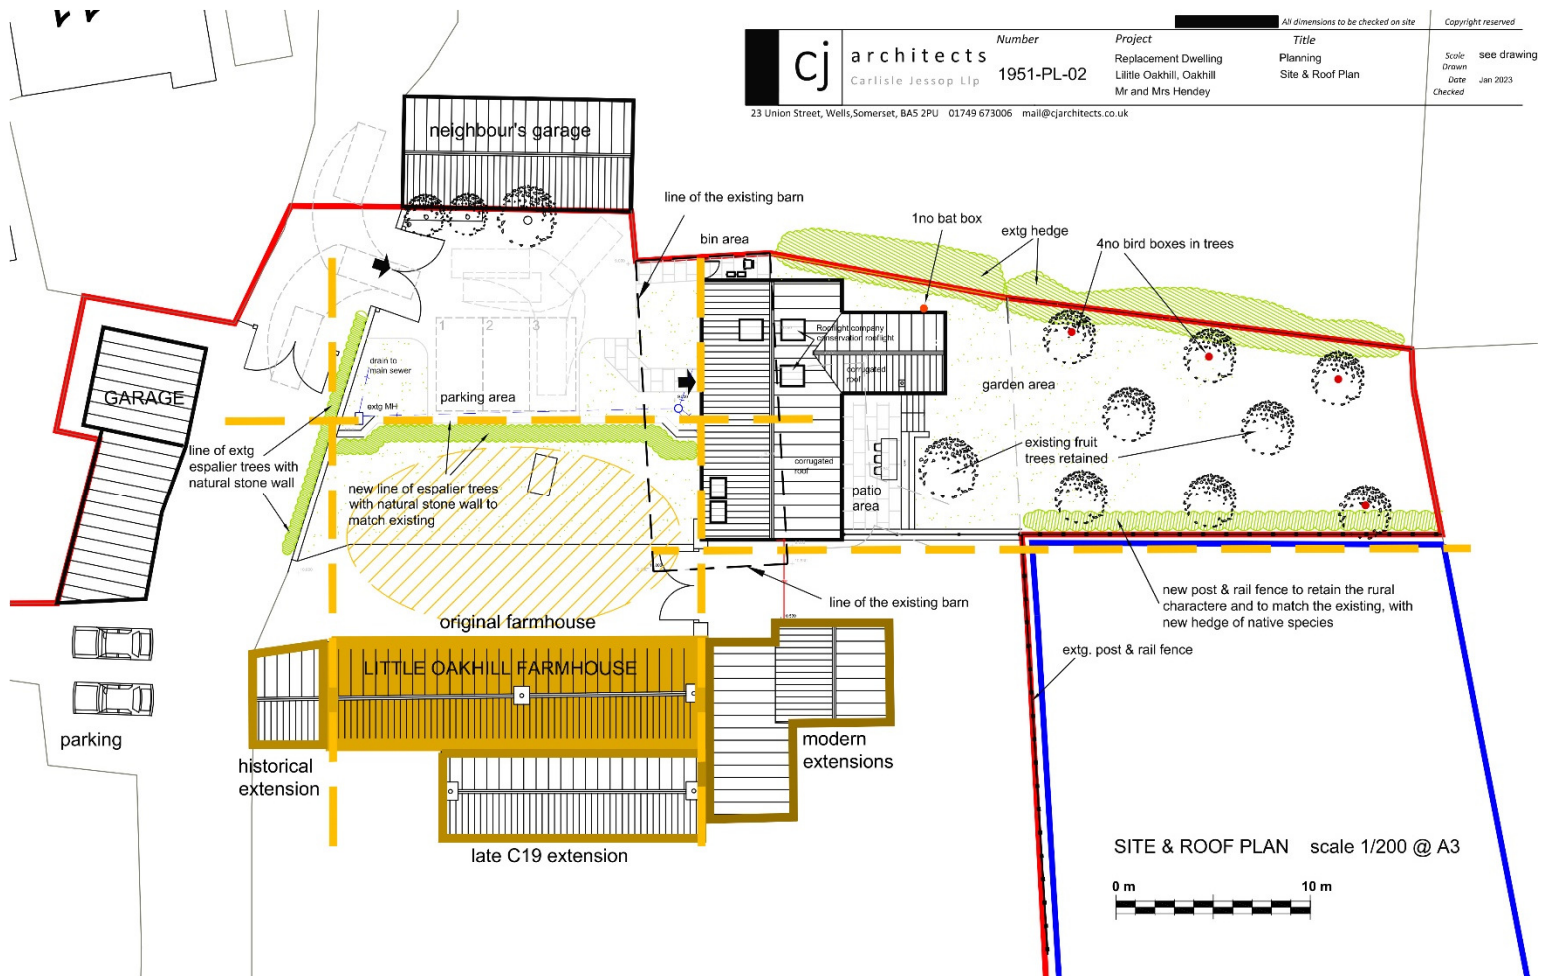 All dimensions to be checked on site
Copyright reserved
cj
architects
Carlisle Jessop Llp
Number
1951-PL-02
Project
Replacement Dwelling
Lilitle Oakhill, Oakhill
Mr and Mrs Hendey
Title
Planning
Site & Roof Plan
Scale see drawing
Drawn
Date Jan 2023
Checked
23 Union Street, Wells,Somerset, BA5 2PU 01749 673006 mail@cjarchitects.co.uk
neighbour's garage
line of the existing barn
bin area
1no bat box
extg hedge
4no bird boxes in trees
1
2
3
Rooflight company
conservation rooflight
corrugated
roof
drain to
main sewer
extg MH
parking area
garden area
GARAGE
line of extg
espalier trees with
natural stone wall
new line of espalier trees
with natural stone wall to
match existing
corrugated
roof
patio
area
existing fruit
trees retained
line of the existing barn
new post & rail fence to retain the rural
charactere and to match the existing, with
new hedge of native species
extg. post & rail fence
original farmhouse
LITTLE OAKHILL FARMHOUSE
parking
historical
extension
modern
extensions
late C19 extension
SITE & ROOF PLAN scale 1/200 @ A3
0 m
10 m